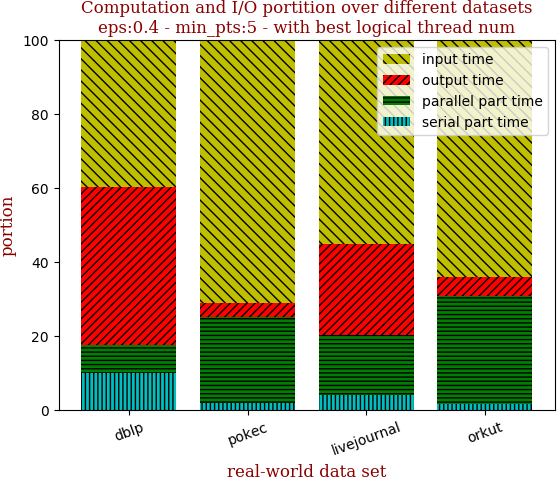 Computation and I/O portition over different datasets
eps:0.4 - min_pts:5 - with best logical thread num
100
80
60
40
20
0
portion
input time
output time
parallel part time
serial part time
dblp
pokec
livejournal
orkut
real-world data set